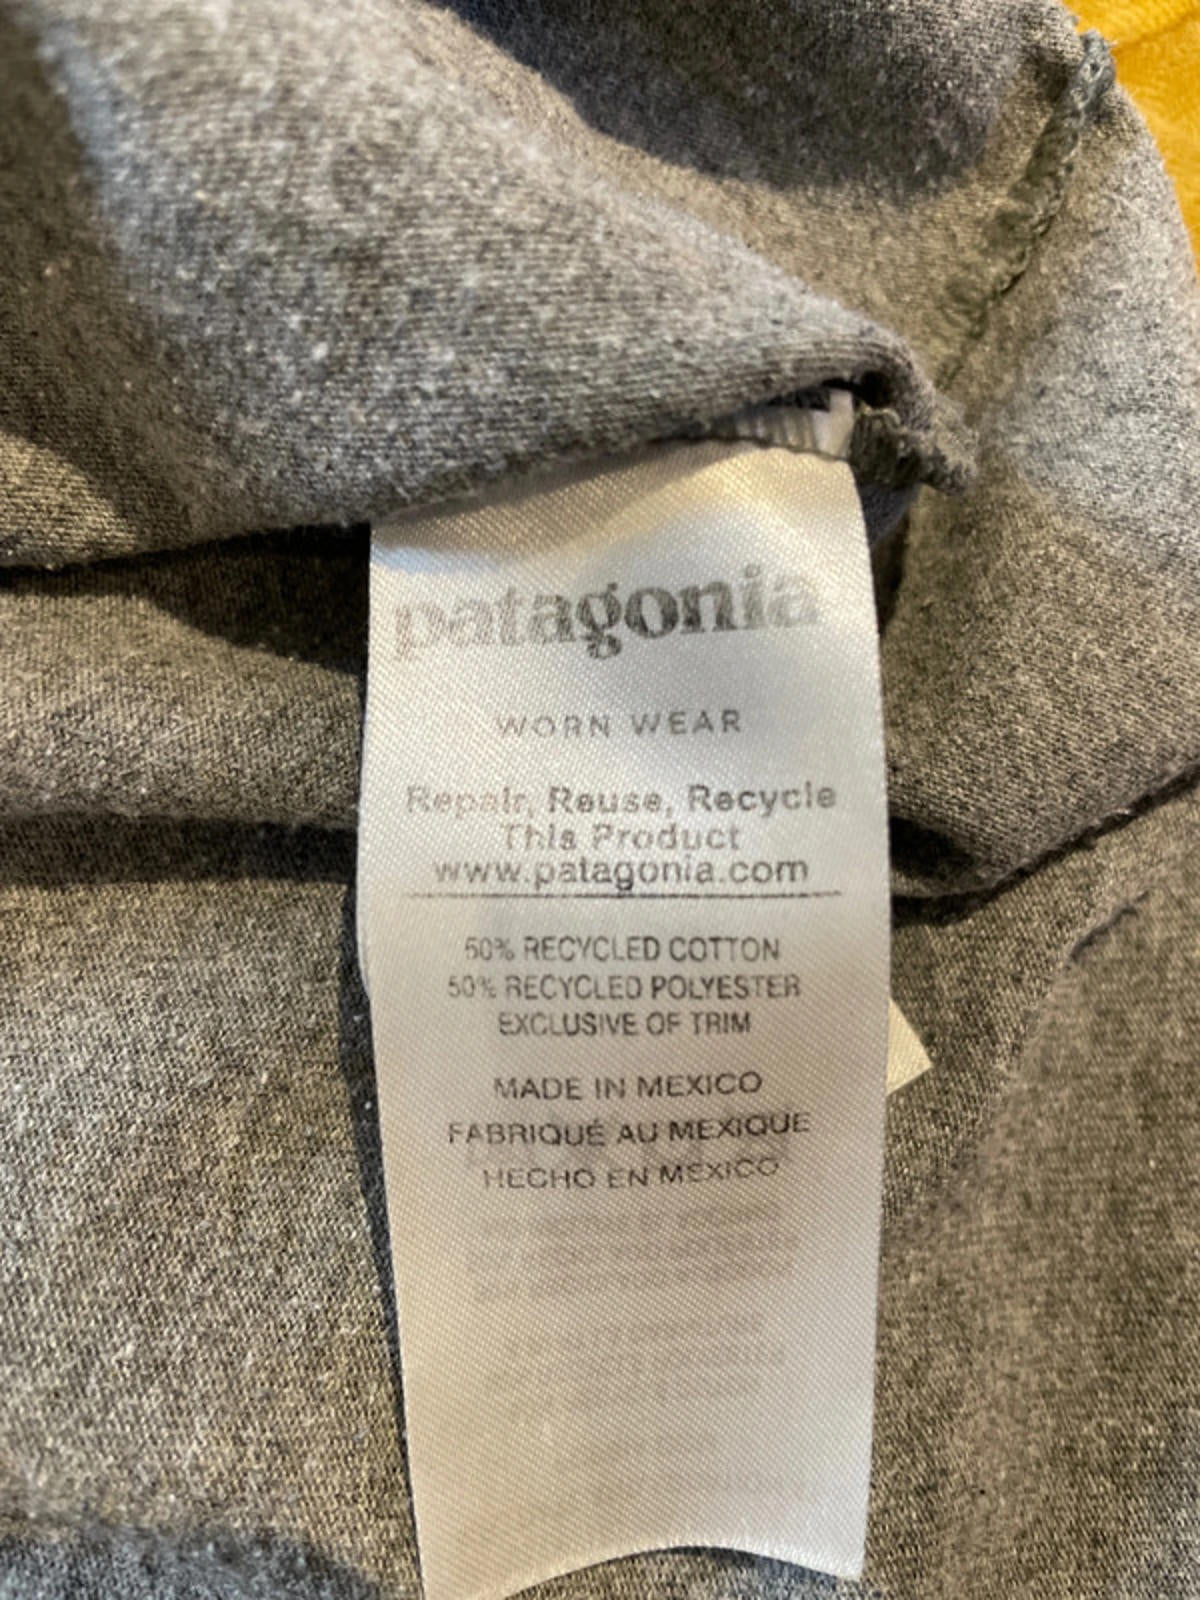 patagonia
WORN WEAR
Repair, Reuse, Recycle
This Product
www.patagonia.com
50% RECYCLED COTTON
50% RECYCLED POLYESTER
EXCLUSIVE OF TRIM
MADE IN MEXICO
FABRIQUÉ AU MEXIQUE
HECHO EN MEXICO